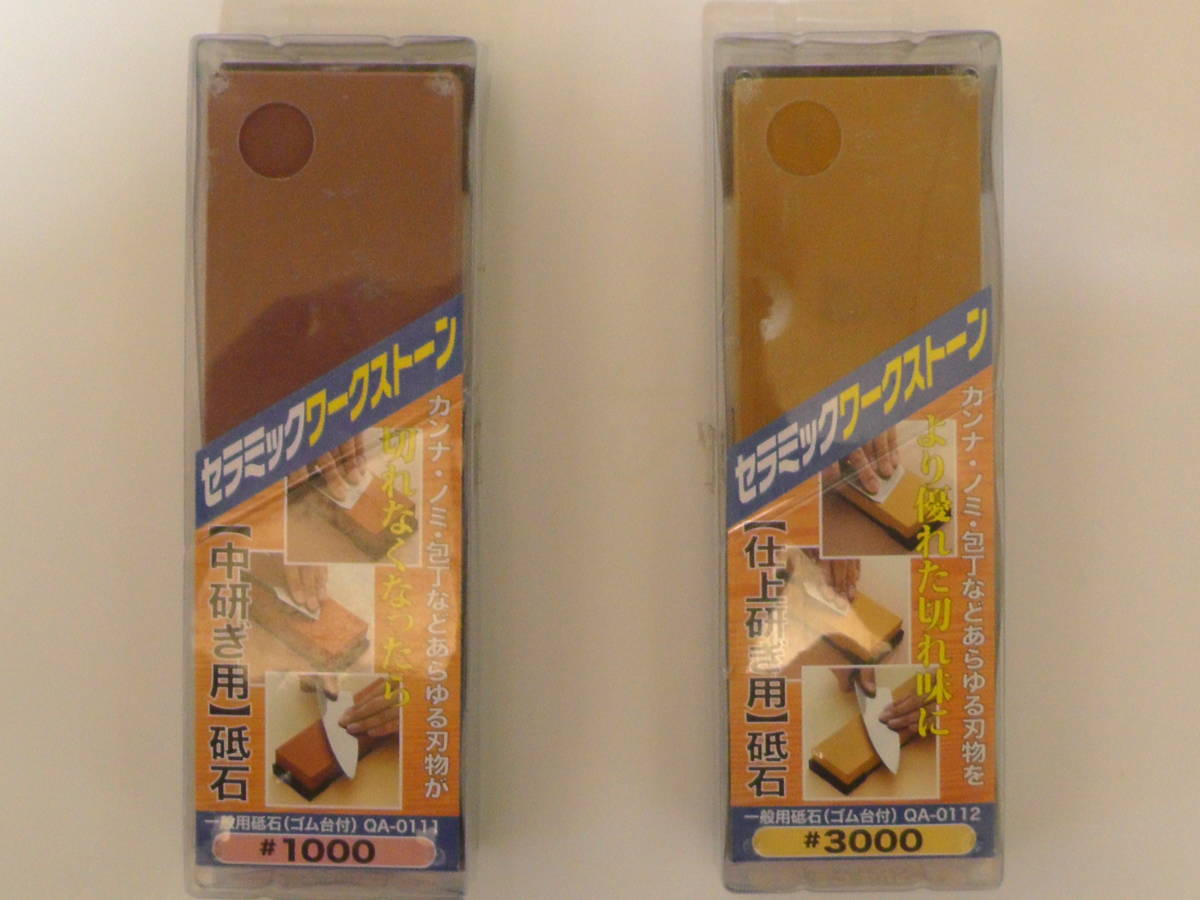 セラミックワークストーン
カンナ・ノミ・包丁などあらゆる刃物が
切れなくなったら
【中研ぎ用】砥石
一般用砥石(ゴム台付) QA-0111
#1000
セラミックワークストーン
カンナ・ノミ・包丁などあらゆる刃物を
より優れた切れ味に
【仕上研ぎ用】砥石
一般用砥石(ゴム台付) QA-0112
#3000